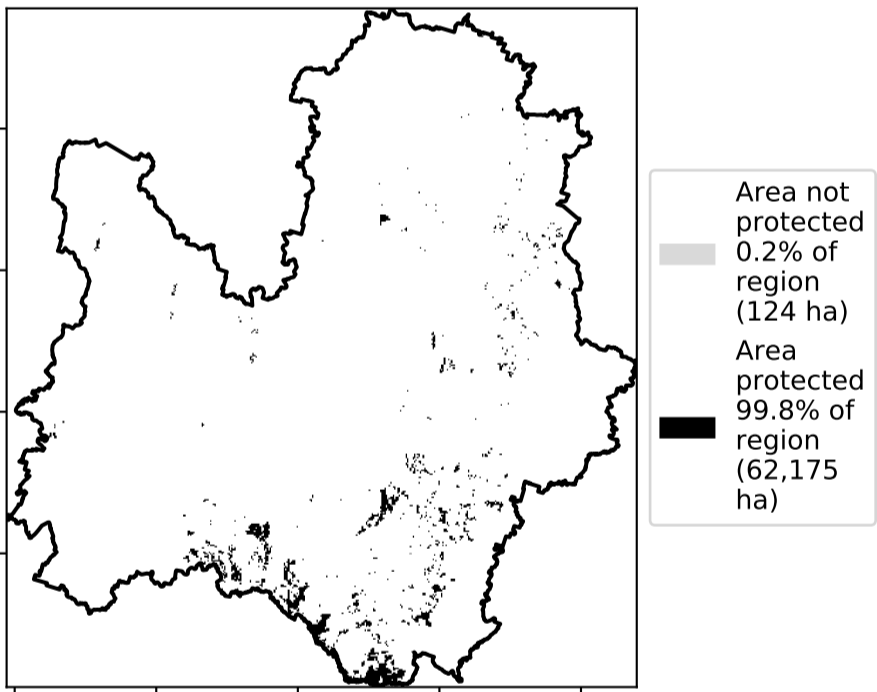 Area not
protected
0.2% of
region
(124 ha)
Area
protected
99.8% of
region
(62,175
ha)